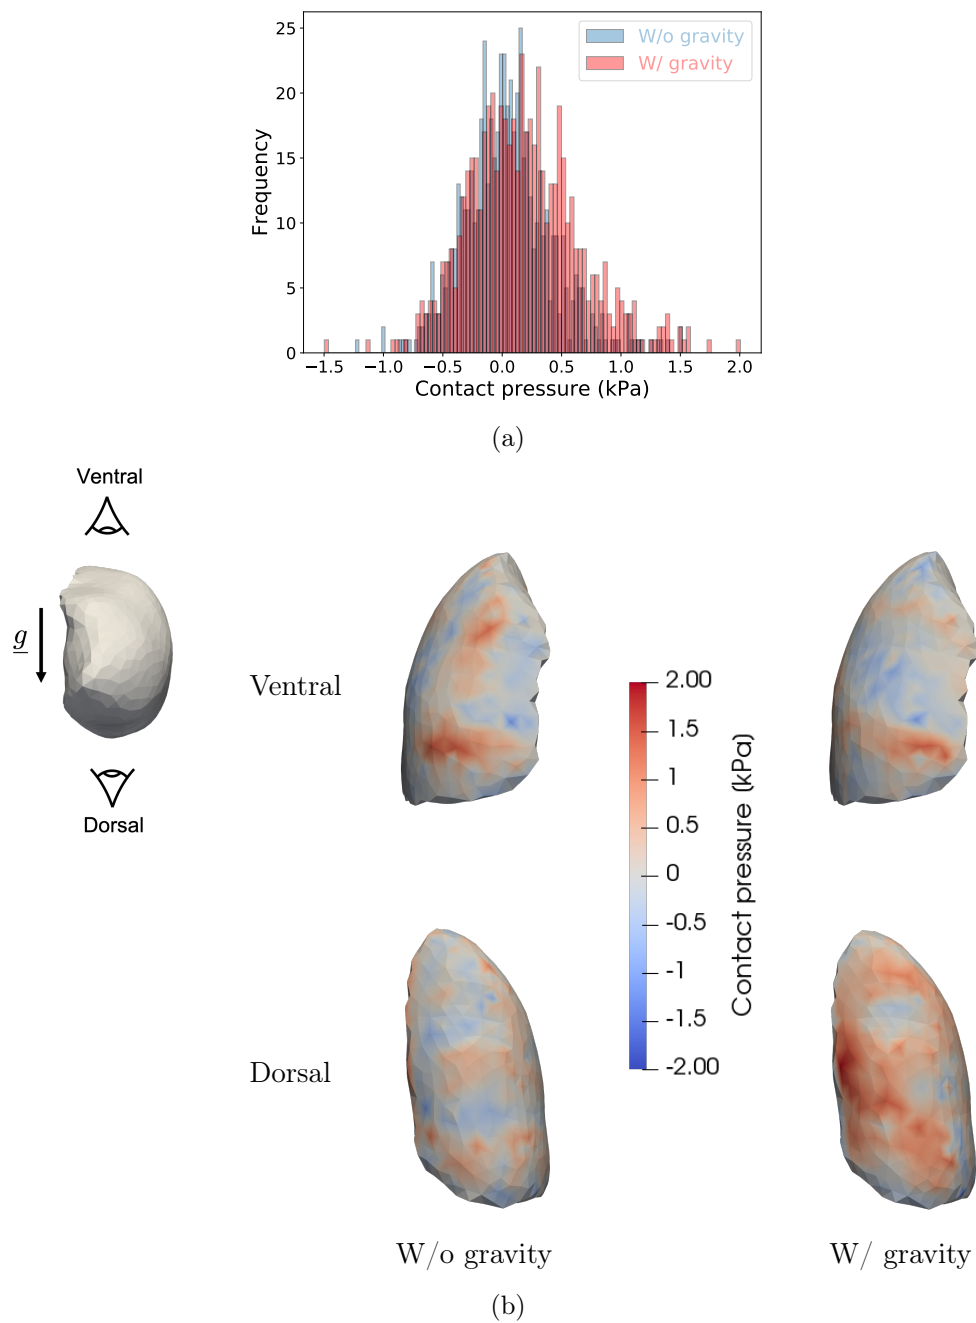 25
20
15
10
5
0
Frequency
W/o gravity
W/ gravity
−1.5 −1.0 −0.5 0.0 0.5 1.0 1.5 2.0
Contact pressure (kPa)
(a)
Ventral
g
Dorsal
Ventral
2.00
1.5
1
0.5
0
-0.5
-1
-1.5
-2.00
Contact pressure (kPa)
Dorsal
W/o gravity
W/ gravity
(b)